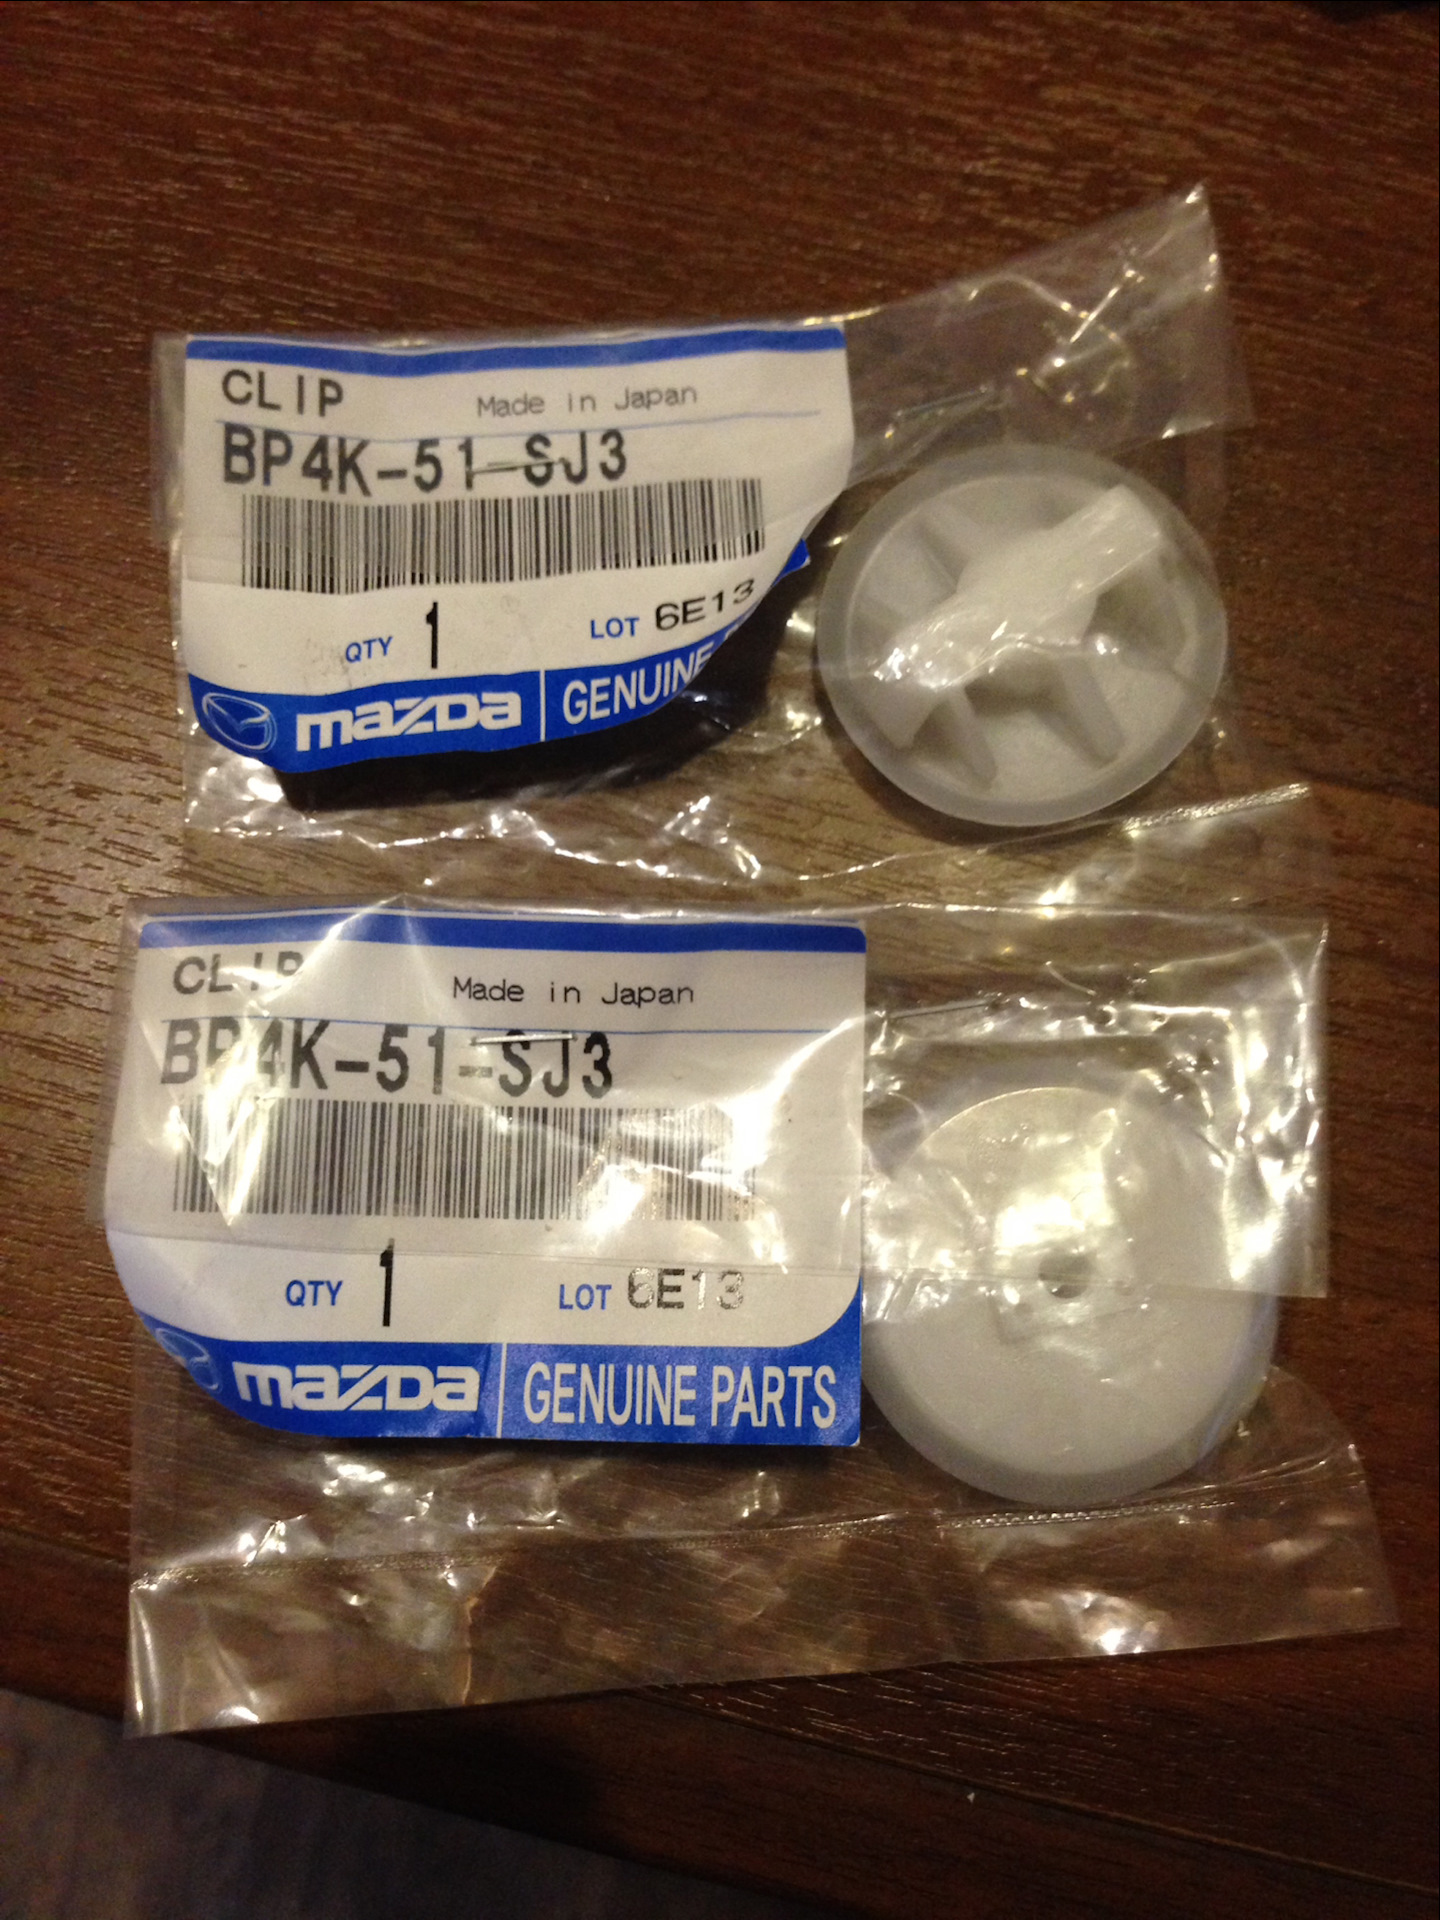 CLIP
Made in Japan
BP4K-51-SJ3
QTY 1
LOT 6E13
mazda GENUINE
CLIP
Made in Japan
BP4K-51-SJ3
QTY 1
LOT 6E13
mazda GENUINE PARTS